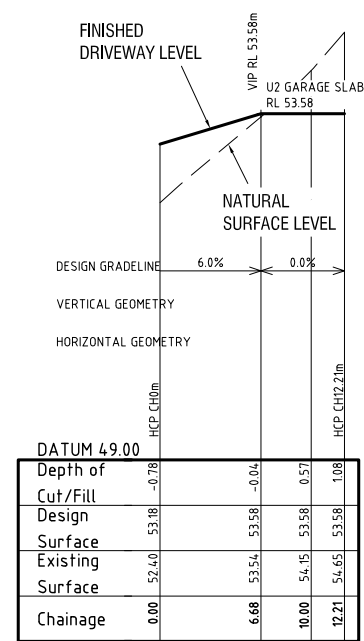 FINISHED
DRIVEWAY LEVEL
VIP RL 53.58m
U2 GARAGE SLAB
RL 53.58
NATURAL
SURFACE LEVEL
DESIGN GRADELINE 6.0% 0.0%
VERTICAL GEOMETRY
HORIZONTAL GEOMETRY
HCP CH0m
HCP CH12.21m
DATUM 49.00
Depth of
Cut/Fill
-0.78 -0.04 0.57 1.08
Design
Surface
53.18 53.58 53.58 53.58
Existing
Surface
52.40 53.54 54.15 54.65
Chainage 0.00 6.68 10.00 12.21